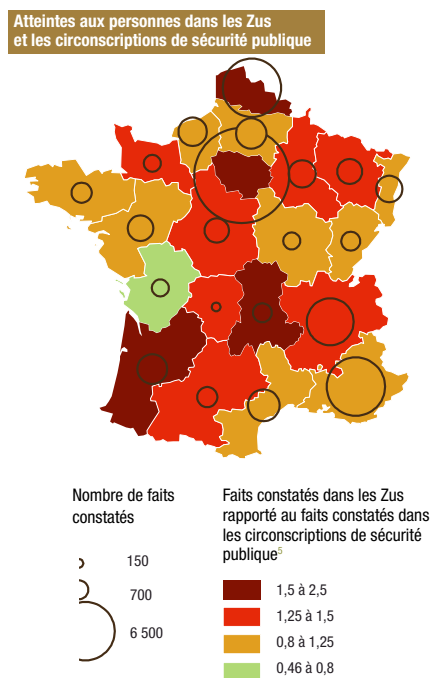 Atteintes aux personnes dans les Zus
et les circonscriptions de sécurité publique
Nombre de faits
constatés
150
700
6 500
Faits constatés dans les Zus
rapporté au faits constatés dans
les circonscriptions de sécurité
publique⁵
1,5 à 2,5
1,25 à 1,5
0,8 à 1,25
0,46 à 0,8